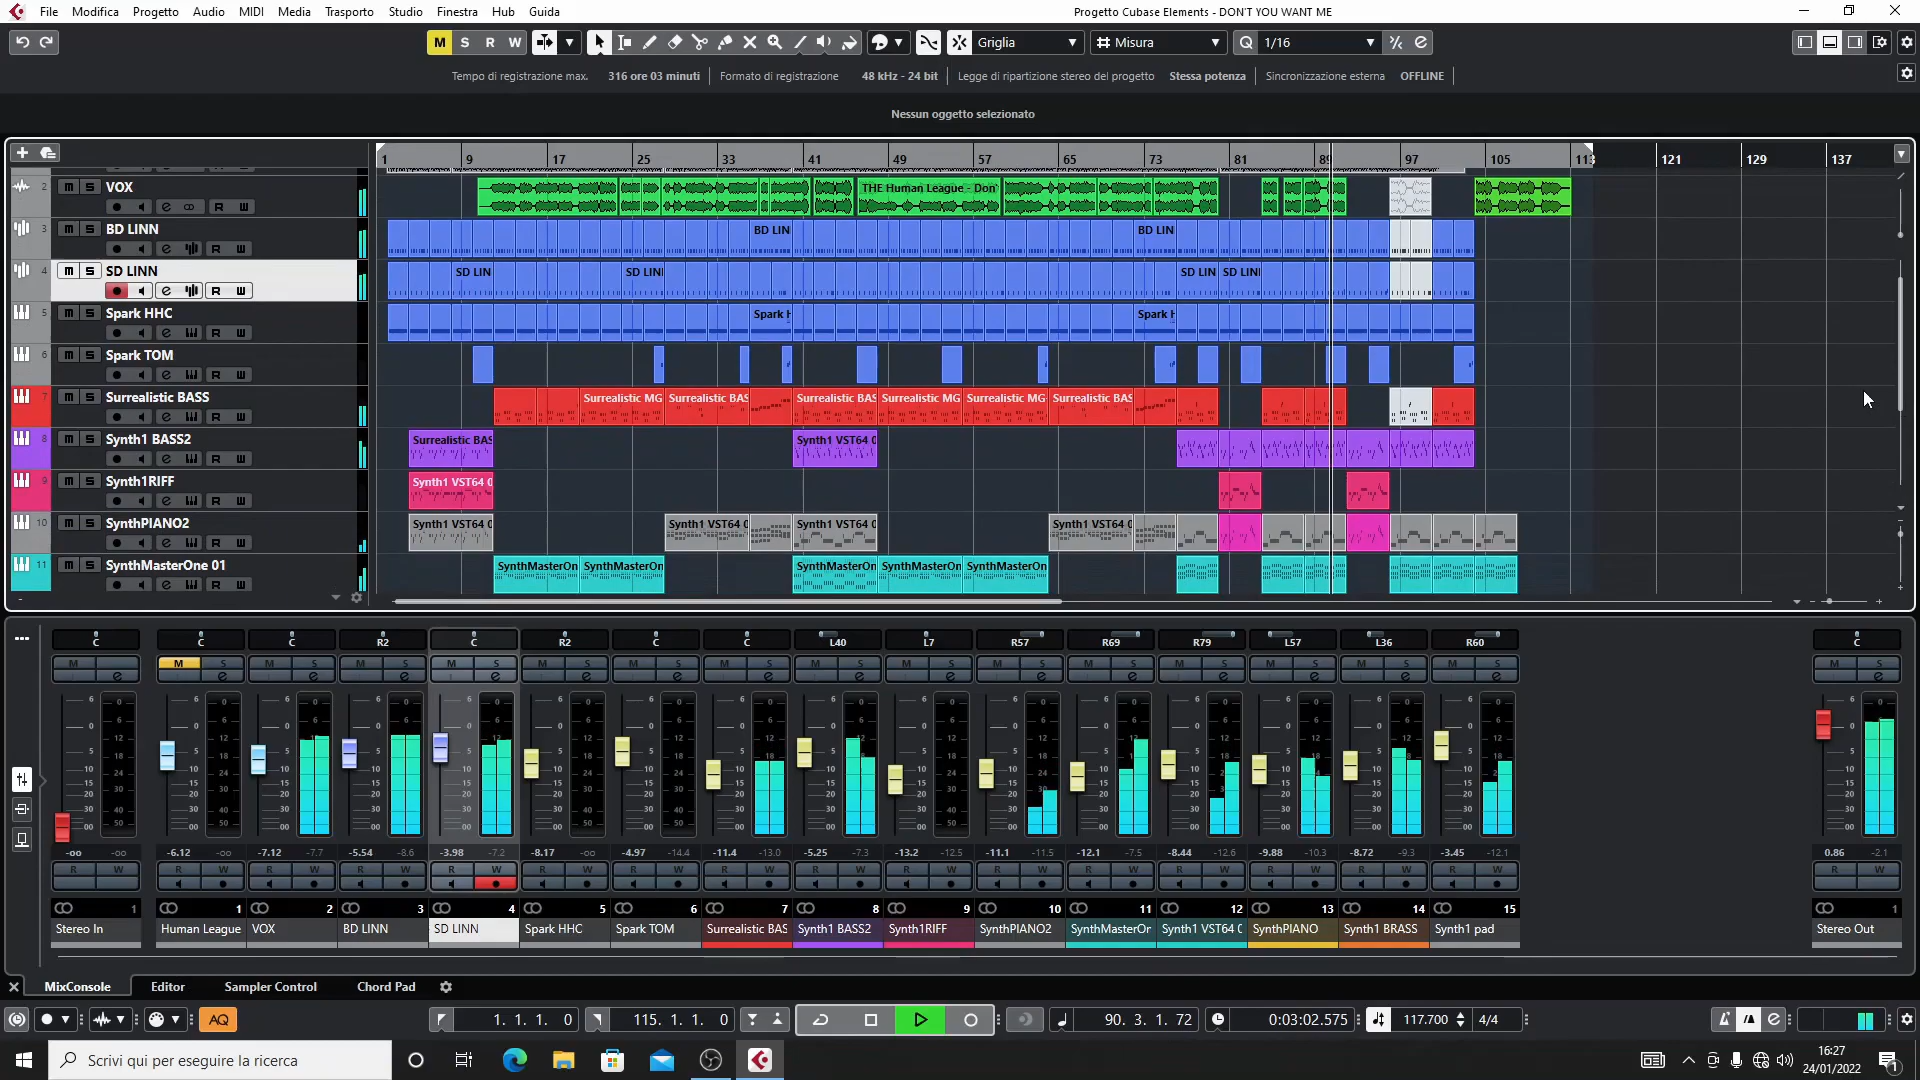 File Modifica Progetto Audio MIDI Media Trasporto Studio Finestra Hub Guida
Progetto Cubase Elements - DON'T YOU WANT ME
M S R W Griglia Misura Q 1/16
Tempo di registrazione max. 316 ore 03 minuti Formato di registrazione 48 kHz - 24 bit Legge di ripartizione stereo del progetto Stessa potenza Sincronizzazione esterna OFFLINE
Nessun oggetto selezionato
1 9 17 25 33 41 49 57 65 73 81 89 97 105 113 121 129 137
2 m S VOX
THE Human League - Don'
R W
3 m S BD LINN
BD LIN BD LIN
R W
4 m S SD LINN
SD LIN SD LIN SD LIN SD LIN
R W
5 m S Spark HHC
Spark H Spark H
R W
6 m S Spark TOM
R W
7 m S Surrealistic BASS
Surrealistic MG Surrealistic BAS Surrealistic BAS Surrealistic MG Surrealistic MG Surrealistic BAS
R W
8 m S Synth1 BASS2
Surrealistic BAS Synth1 VST64 0
R W
9 m S Synth1RIFF
Synth1 VST64 0
R W
10 m S SynthPIANO2
Synth1 VST64 0 Synth1 VST64 0 Synth1 VST64 0 Synth1 VST64 0
R W
11 m S SynthMasterOne 01
SynthMasterOn SynthMasterOn SynthMasterOn SynthMasterOn SynthMasterOn
R W
C C C R2 C R2 C C L40 L7 R57 R69 R79 L57 L36 R60 C
M M S M S M S M S M S M S M S M S M S M S M S M S M S M S M S M S
-oo -oo -6.12 -oo -7.12 -7.7 -5.54 -8.6 -3.98 -7.2 -8.17 -oo -4.97 -14.4 -11.4 -13.0 -5.25 -7.3 -13.2 -12.5 -11.1 -11.5 -12.1 -7.5 -8.44 -12.6 -9.88 -10.3 -8.72 -9.3 -3.45 -12.1 0.86 -2.1
R W R W R W R W R W R W R W R W R W R W R W R W R W R W R W R W R W
1 1 2 3 4 5 6 7 8 9 10 11 12 13 14 15 1
Stereo In Human League VOX BD LINN SD LINN Spark HHC Spark TOM Surrealistic BAS Synth1 BASS2 Synth1RIFF SynthPIANO2 SynthMasterOr Synth1 VST64 0 SynthPIANO Synth1 BRASS Synth1 pad Stereo Out
MixConsole Editor Sampler Control Chord Pad
AQ 1. 1. 1. 0 115. 1. 1. 0 90. 3. 1. 72 0:03:02.575 117.700 4/4
Scrivi qui per eseguire la ricerca
16:27
24/01/2022
1